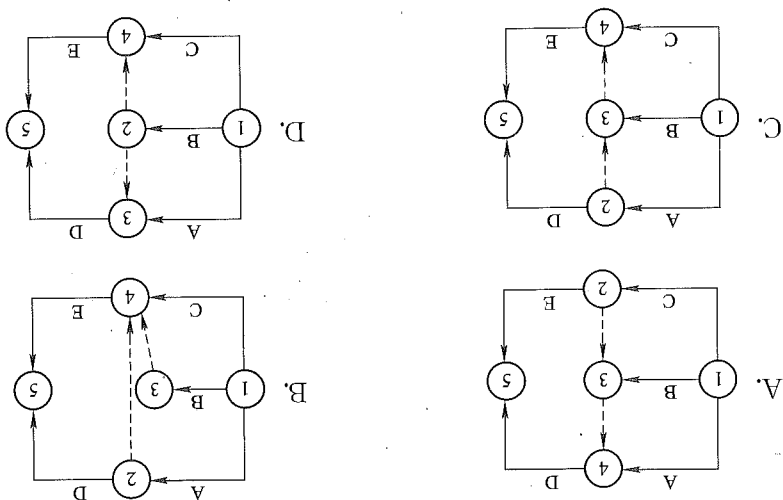 A 4 D
A. 1 B 3 5
C 2 E
A 2 D
B. 1 B 3 5
C 4 E
A 2 D
C. 1 B 3 5
C 4 E
A 3 D
D. 1 B 2 5
C 4 E